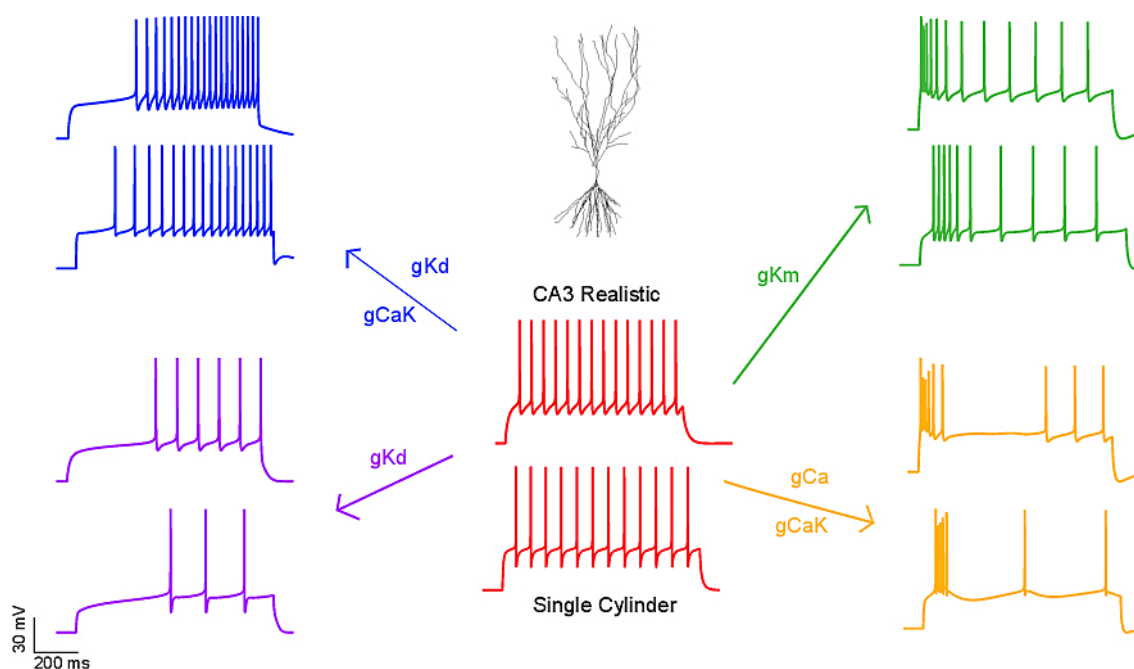 gKd
gCaK
gKm
CA3 Realistic
gKd
gCa
gCaK
Single Cylinder
30 mV
200 ms